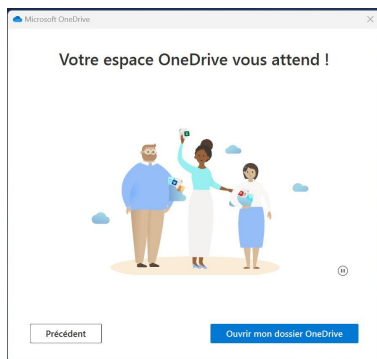 Microsoft OneDrive
Votre espace OneDrive vous attend !
Précédent
Ouvrir mon dossier OneDrive